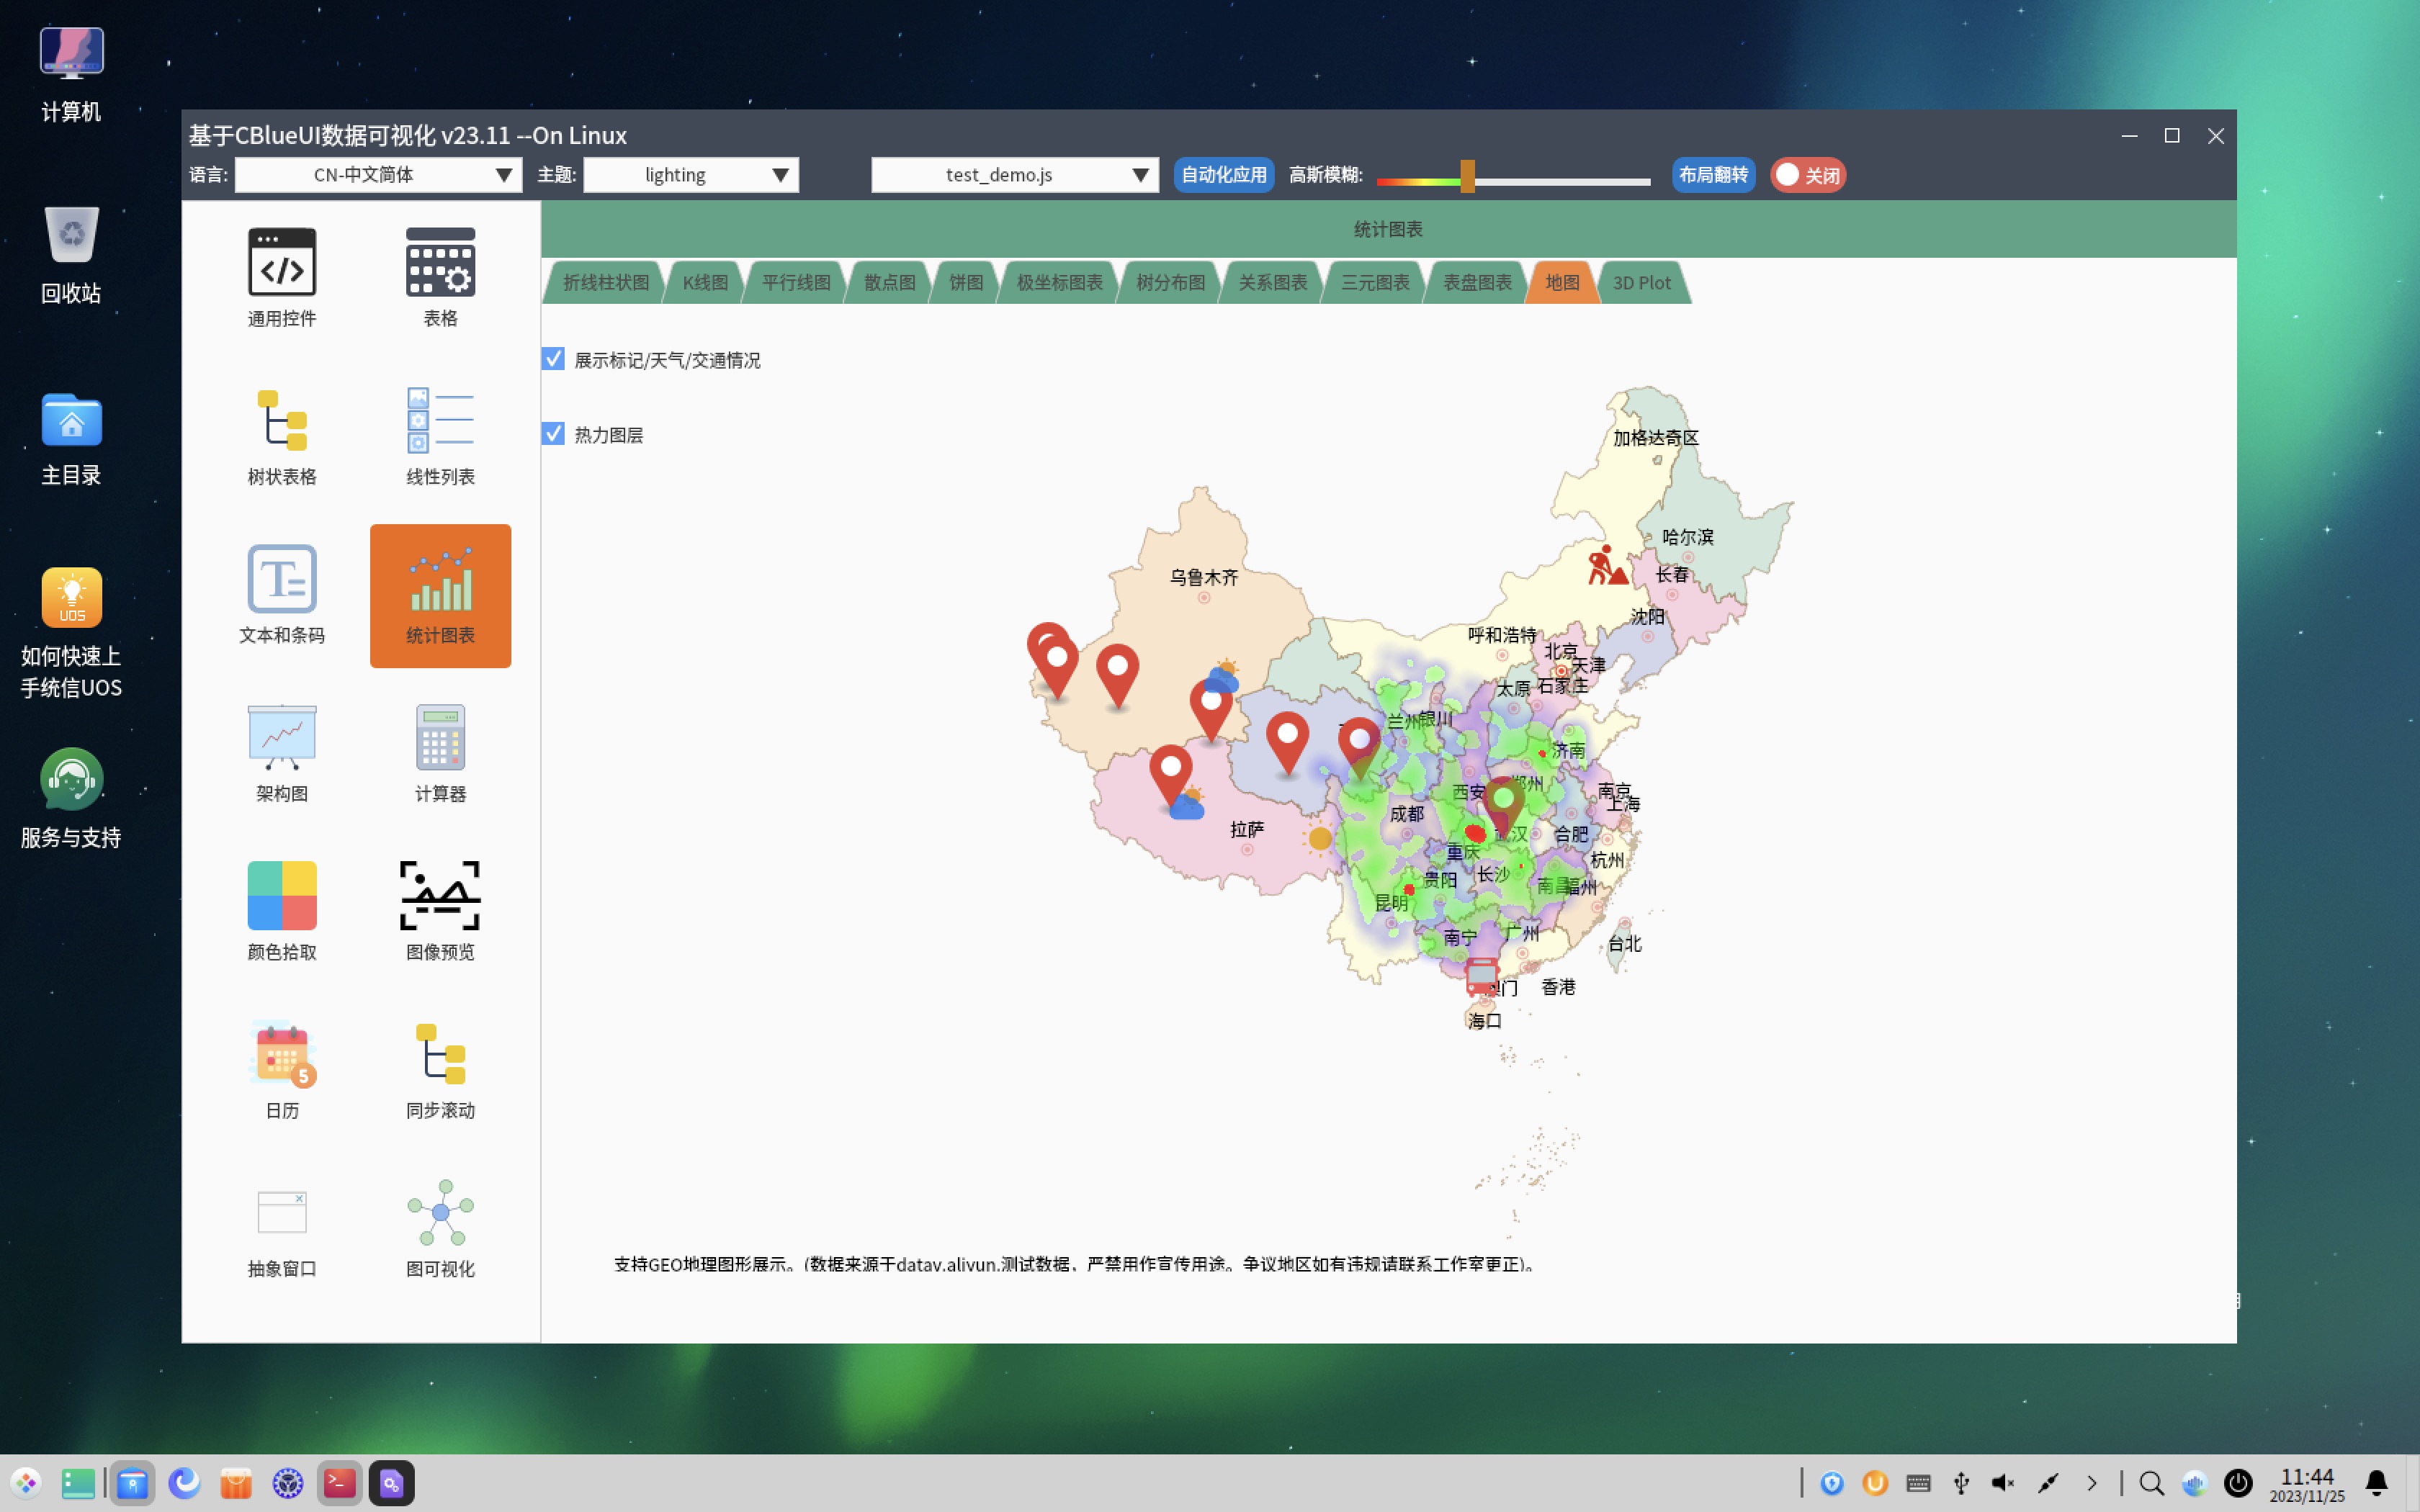 计算机
回收站
主目录
如何快速上
手统信UOS
服务与支持
UOS
基于CBlueUI数据可视化 v23.11 --On Linux
语言: CN-中文简体 主题: lighting test_demo.js 自动化应用 高斯模糊: 布局翻转 关闭
通用控件 表格
树状表格 线性列表
文本和条码 统计图表
架构图 计算器
颜色拾取 图像预览
5
日历 同步滚动
抽象窗口 图可视化
统计图表
折线柱状图 K线图 平行线图 散点图 饼图 极坐标图表 树分布图 关系图表 三元图表 表盘图表 地图 3D Plot
展示标记/天气/交通情况
热力图层
加格达奇区
哈尔滨
长春
乌鲁木齐
沈阳
呼和浩特
北京
天津
太原 石家庄
兰州 银川
济南
西安 郑州 南京
上海
成都
拉萨 武汉 合肥
重庆
杭州
贵阳 长沙 南昌 福州
昆明
南宁 广州
台北
澳门 香港
海口
支持GEO地理图形展示。(数据来源于datav.aliyun.测试数据，严禁用作宣传用途。争议地区如有违规请联系工作室更正)。
11:44
2023/11/25